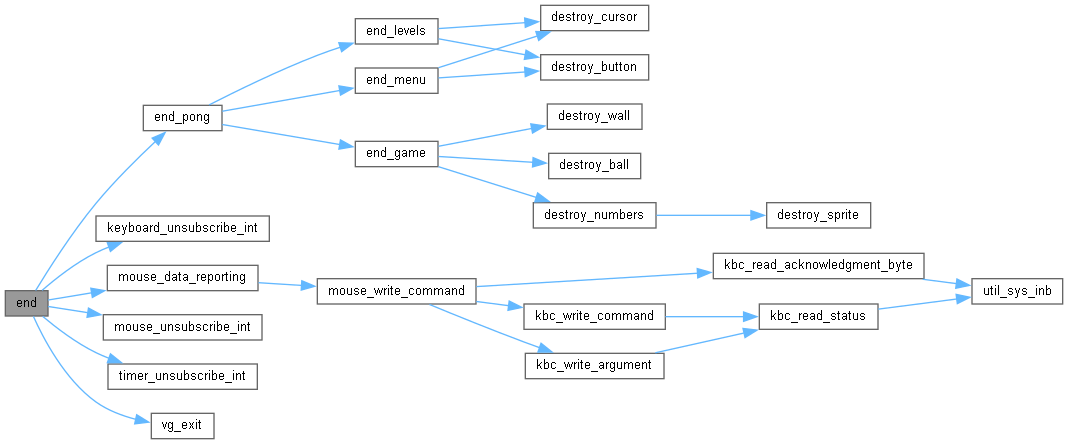 end
end_pong
keyboard_unsubscribe_int
mouse_data_reporting
mouse_unsubscribe_int
timer_unsubscribe_int
vg_exit
end_levels
end_menu
end_game
mouse_write_command
destroy_cursor
destroy_button
destroy_wall
destroy_ball
destroy_numbers
kbc_write_command
kbc_write_argument
destroy_sprite
kbc_read_acknowledgment_byte
kbc_read_status
util_sys_inb